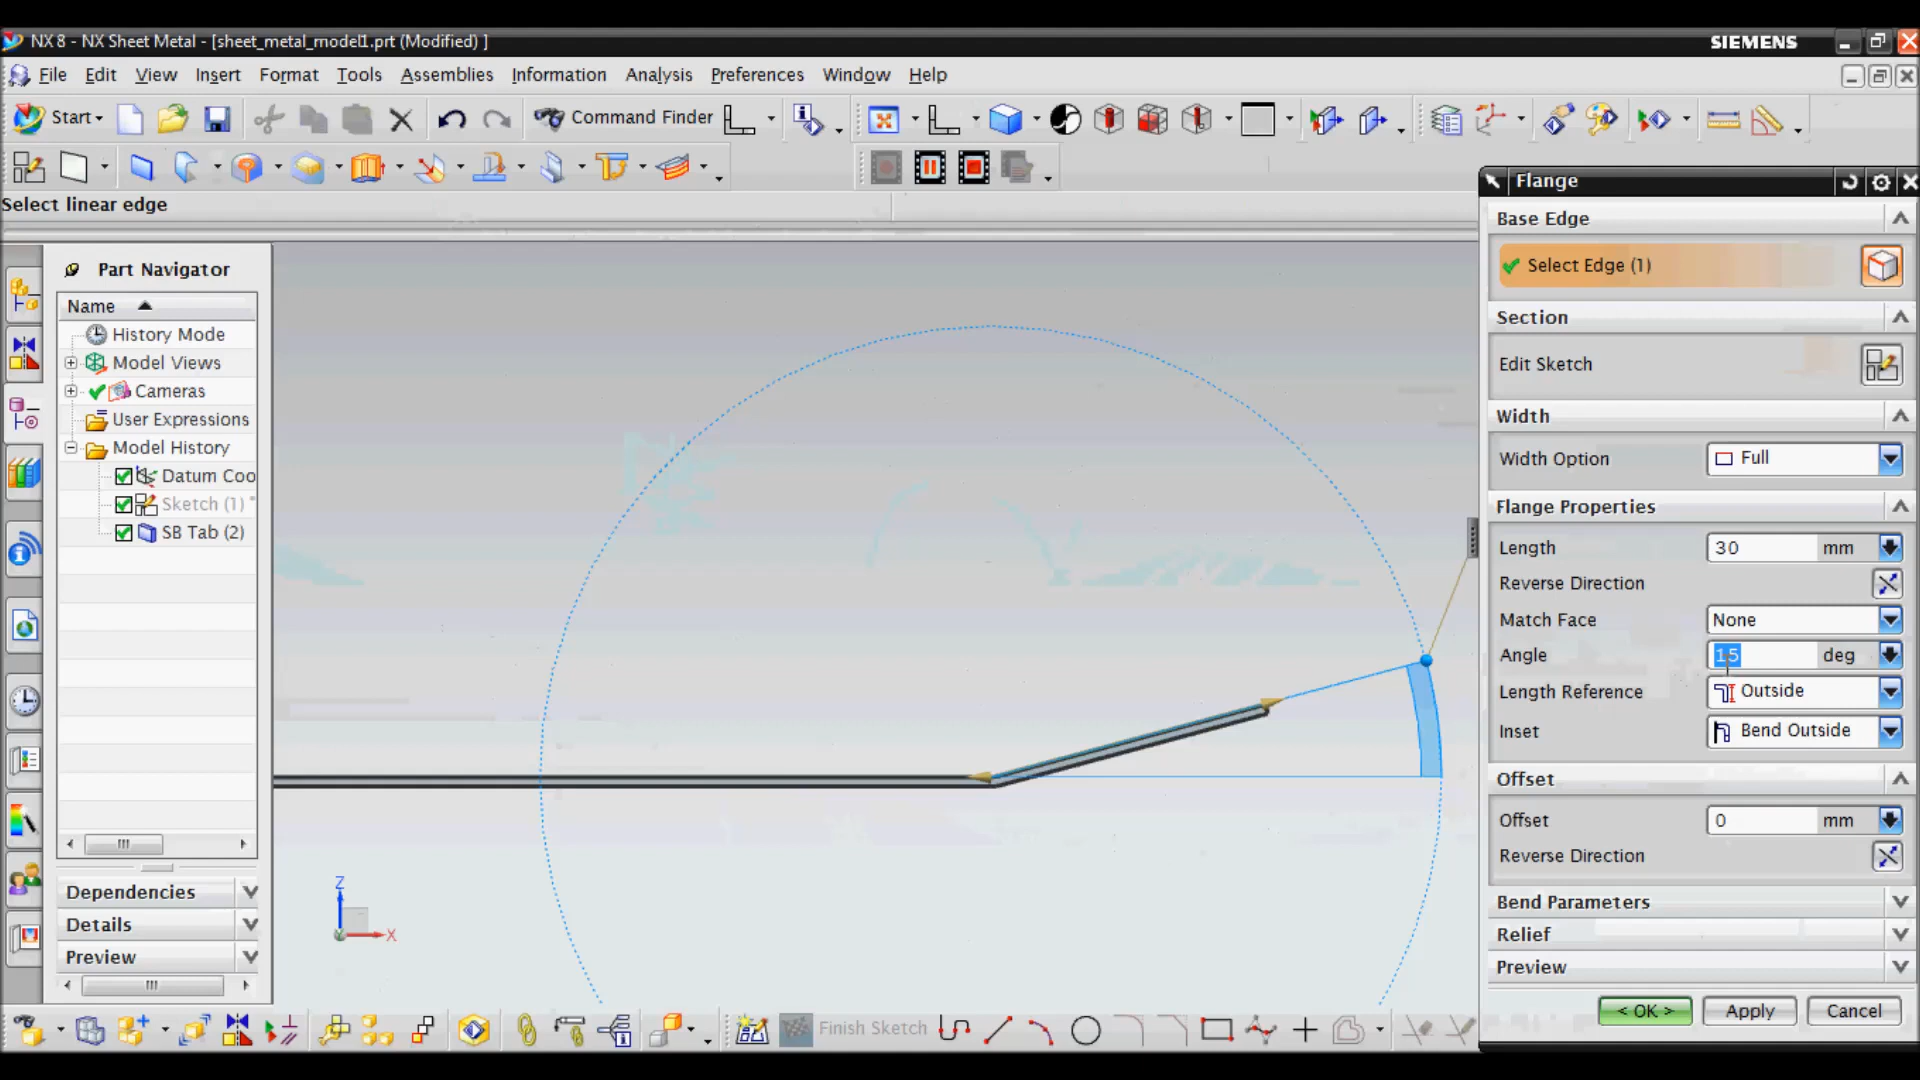 NX 8 - NX Sheet Metal - [sheet_metal_model1.prt (Modified) ]
SIEMENS
File Edit View Insert Format Tools Assemblies Information Analysis Preferences Window Help
Start Command Finder
Select linear edge
Part Navigator
Name
History Mode
Model Views
Cameras
User Expressions
Model History
Datum Coo
Sketch (1) "
SB Tab (2)
Dependencies
Details
Preview
Z
X
Flange
Base Edge
Select Edge (1)
Section
Edit Sketch
Width
Width Option Full
Flange Properties
Length 30 mm
Reverse Direction
Match Face None
Angle 15 deg
Length Reference Outside
Inset Bend Outside
Offset
Offset 0 mm
Reverse Direction
Bend Parameters
Relief
Preview
< OK > Apply Cancel
Finish Sketch